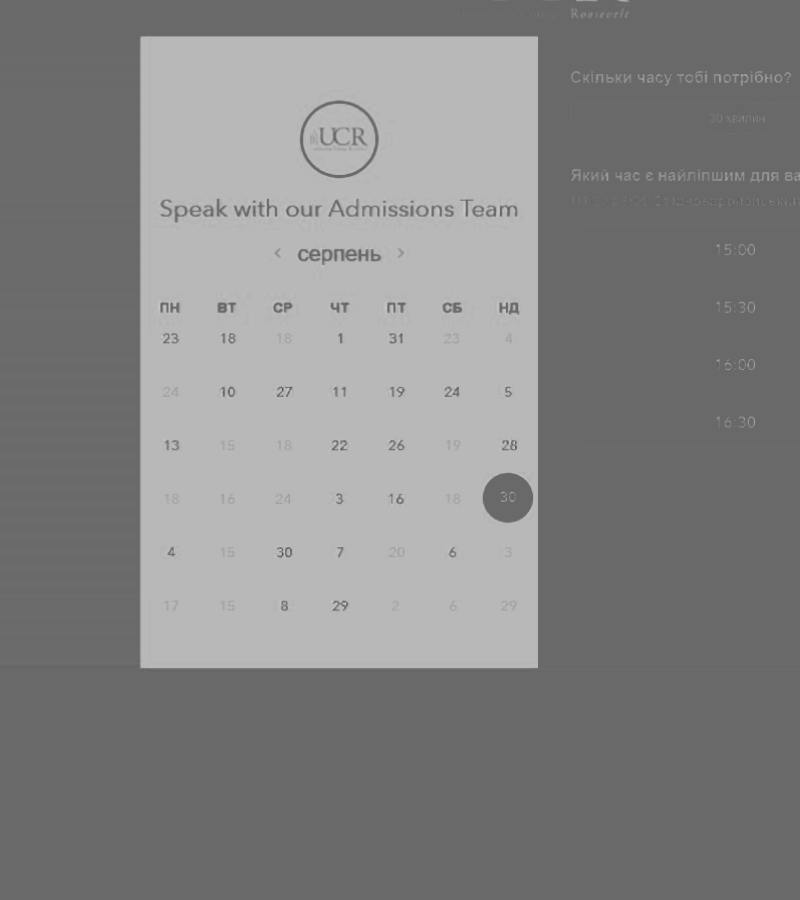 Roosevelt
Скільки часу тобі потрібно?
30 хвилин
UCR
Speak with our Admissions Team
Який час є найліпшим для ва
< серпень >
15:00
ПН ВТ СР ЧТ ПТ СБ НД
23 18 18 1 31 23 4
15:30
24 10 27 11 19 24 5
16:00
13 15 18 22 26 19 28
16:30
18 16 24 3 16 18 30
4 15 30 7 20 6 3
17 15 8 29 2 6 29